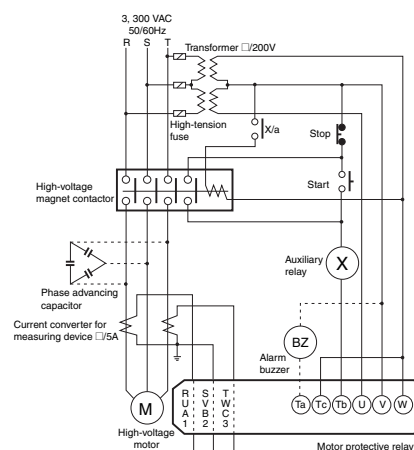 3, 300 VAC
50/60Hz
R S T
Transformer □/200V
High-tension
fuse
X/a
Stop
Start
High-voltage
magnet contactor
Auxiliary
relay
X
Phase advancing
capacitor
Current converter for
measuring device □/5A
BZ
Alarm
buzzer
R S T
U V W
A B C
1 2 3
M
High-voltage
motor
Ta Tc Tb U V W
Motor protective relay